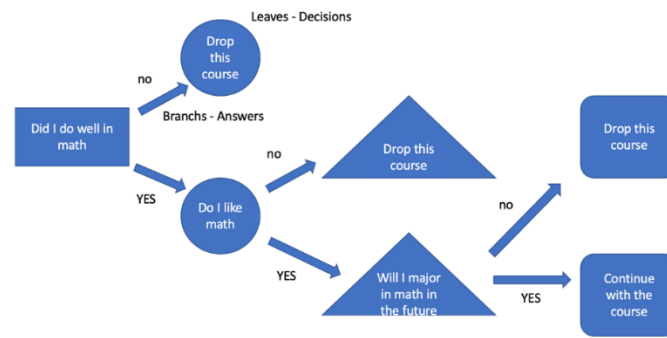 Leaves - Decisions
Drop
this
course
no
Branchs - Answers
Did I do well in
math
YES
Do I like
math
no
Drop this
course
YES
Will I major
in math in
the future
no
Drop this
course
YES
Continue
with the
course